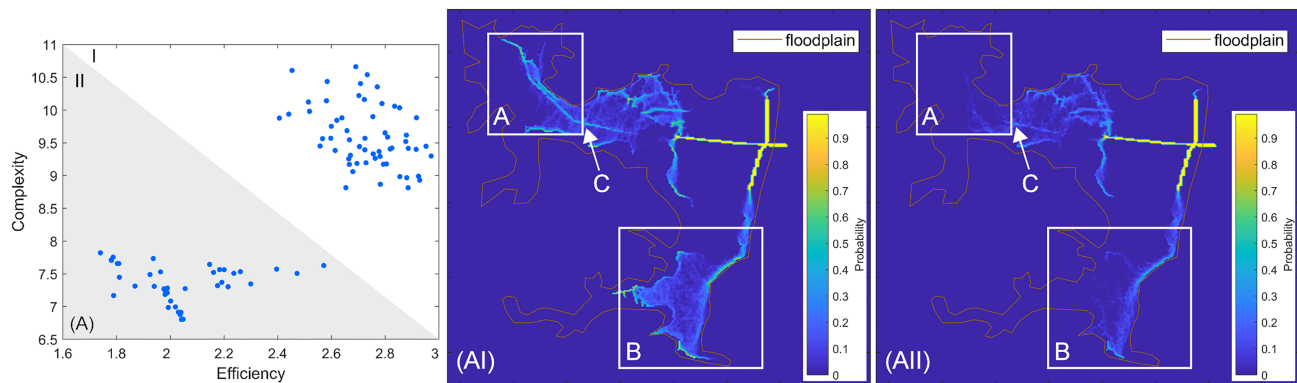 11
10.5
10
9.5
9
8.5
8
7.5
7
6.5
Complexity
I
II
(A)
1.6 1.8 2 2.2 2.4 2.6 2.8 3
Efficiency
floodplain
A
C
B
(AI)
0.9
0.8
0.7
0.6
0.5
0.4
0.3
0.2
0.1
0
Probability
floodplain
A
C
B
(AII)
0.9
0.8
0.7
0.6
0.5
0.4
0.3
0.2
0.1
0
Probability